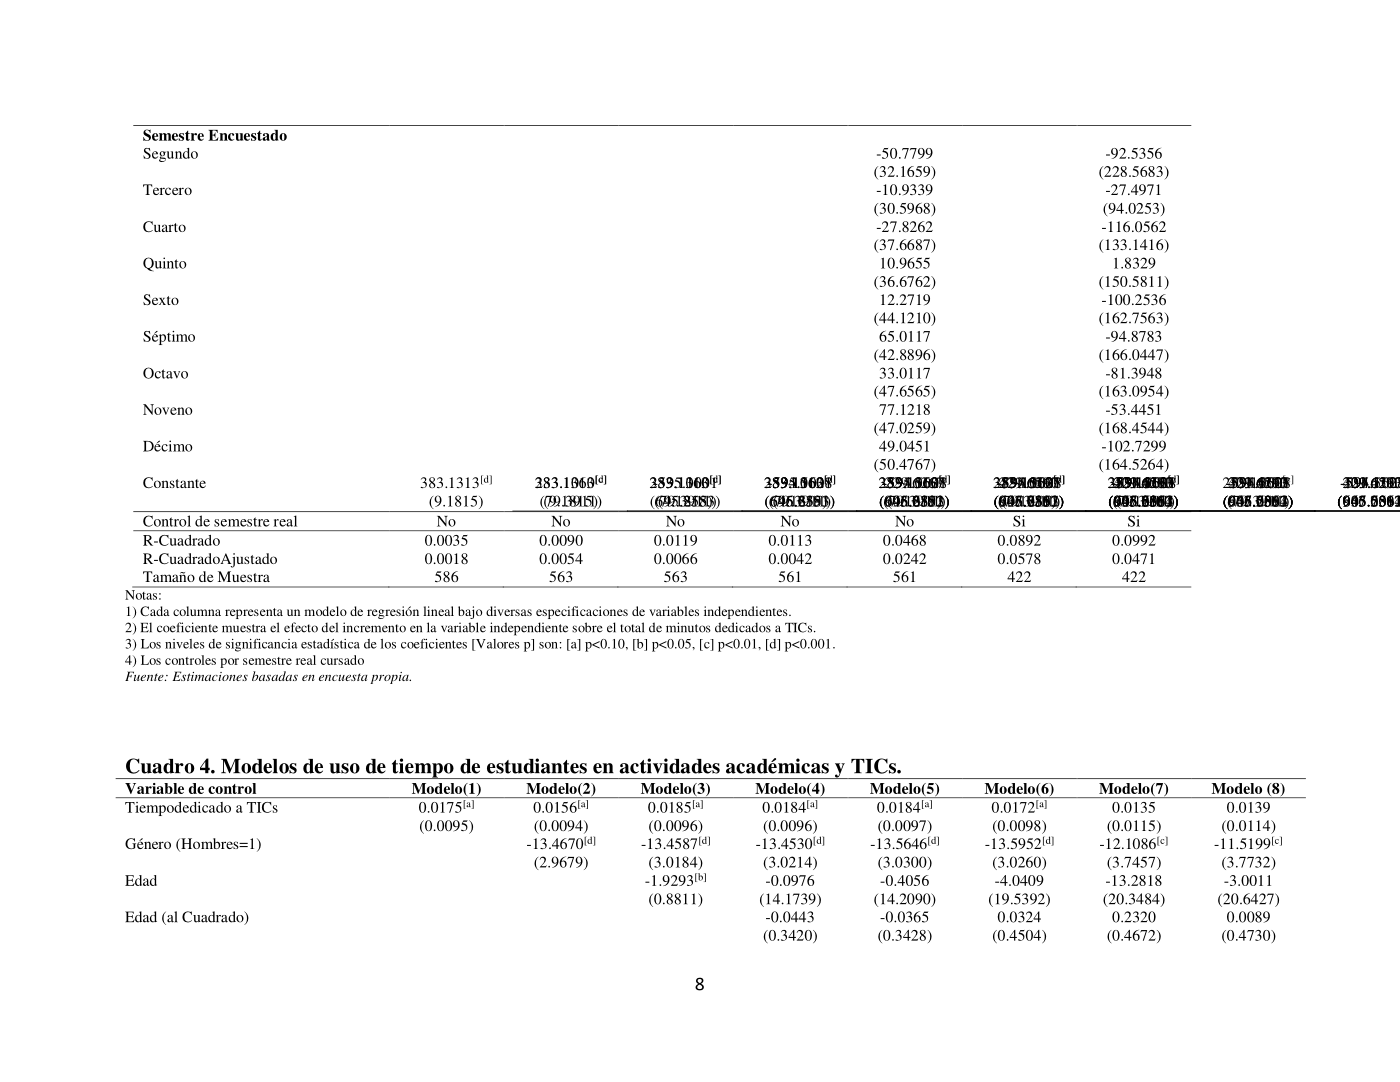 Semestre Encuestado
Segundo -50.7799 -92.5356
(32.1659) (228.5683)
Tercero -10.9339 -27.4971
(30.5968) (94.0253)
Cuarto -27.8262 -116.0562
(37.6687) (133.1416)
Quinto 10.9655 1.8329
(36.6762) (150.5811)
Sexto 12.2719 -100.2536
(44.1210) (162.7563)
Séptimo 65.0117 -94.8783
(42.8896) (166.0447)
Octavo 33.0117 -81.3948
(47.6565) (163.0954)
Noveno 77.1218 -53.4451
(47.0259) (168.4544)
Décimo 49.0451 -102.7299
(50.4767) (164.5264)
Constante 383.1313[d]
(9.1815)
Control de semestre real No No No No No Si Si
R-Cuadrado 0.0035 0.0090 0.0119 0.0113 0.0468 0.0892 0.0992
R-CuadradoAjustado 0.0018 0.0054 0.0066 0.0042 0.0242 0.0578 0.0471
Tamaño de Muestra 586 563 563 561 561 422 422
Notas:
1) Cada columna representa un modelo de regresión lineal bajo diversas especificaciones de variables independientes.
2) El coeficiente muestra el efecto del incremento en la variable independiente sobre el total de minutos dedicados a TICs.
3) Los niveles de significancia estadística de los coeficientes [Valores p] son: [a] p<0.10, [b] p<0.05, [c] p<0.01, [d] p<0.001.
4) Los controles por semestre real cursado
Fuente: Estimaciones basadas en encuesta propia.
Cuadro 4. Modelos de uso de tiempo de estudiantes en actividades académicas y TICs.
Variable de control Modelo(1) Modelo(2) Modelo(3) Modelo(4) Modelo(5) Modelo(6) Modelo(7) Modelo (8)
Tiempodedicado a TICs 0.0175[a] 0.0156[a] 0.0185[a] 0.0184[a] 0.0184[a] 0.0172[a] 0.0135 0.0139
(0.0095) (0.0094) (0.0096) (0.0096) (0.0097) (0.0098) (0.0115) (0.0114)
Género (Hombres=1) -13.4670[d] -13.4587[d] -13.4530[d] -13.5646[d] -13.5952[d] -12.1086[c] -11.5199[c]
(2.9679) (3.0184) (3.0214) (3.0300) (3.0260) (3.7457) (3.7732)
Edad -1.9293[b] -0.0976 -0.4056 -4.0409 -13.2818 -3.0011
(0.8811) (14.1739) (14.2090) (19.5392) (20.3484) (20.6427)
Edad (al Cuadrado) -0.0443 -0.0365 0.0324 0.2320 0.0089
(0.3420) (0.3428) (0.4504) (0.4672) (0.4730)
8